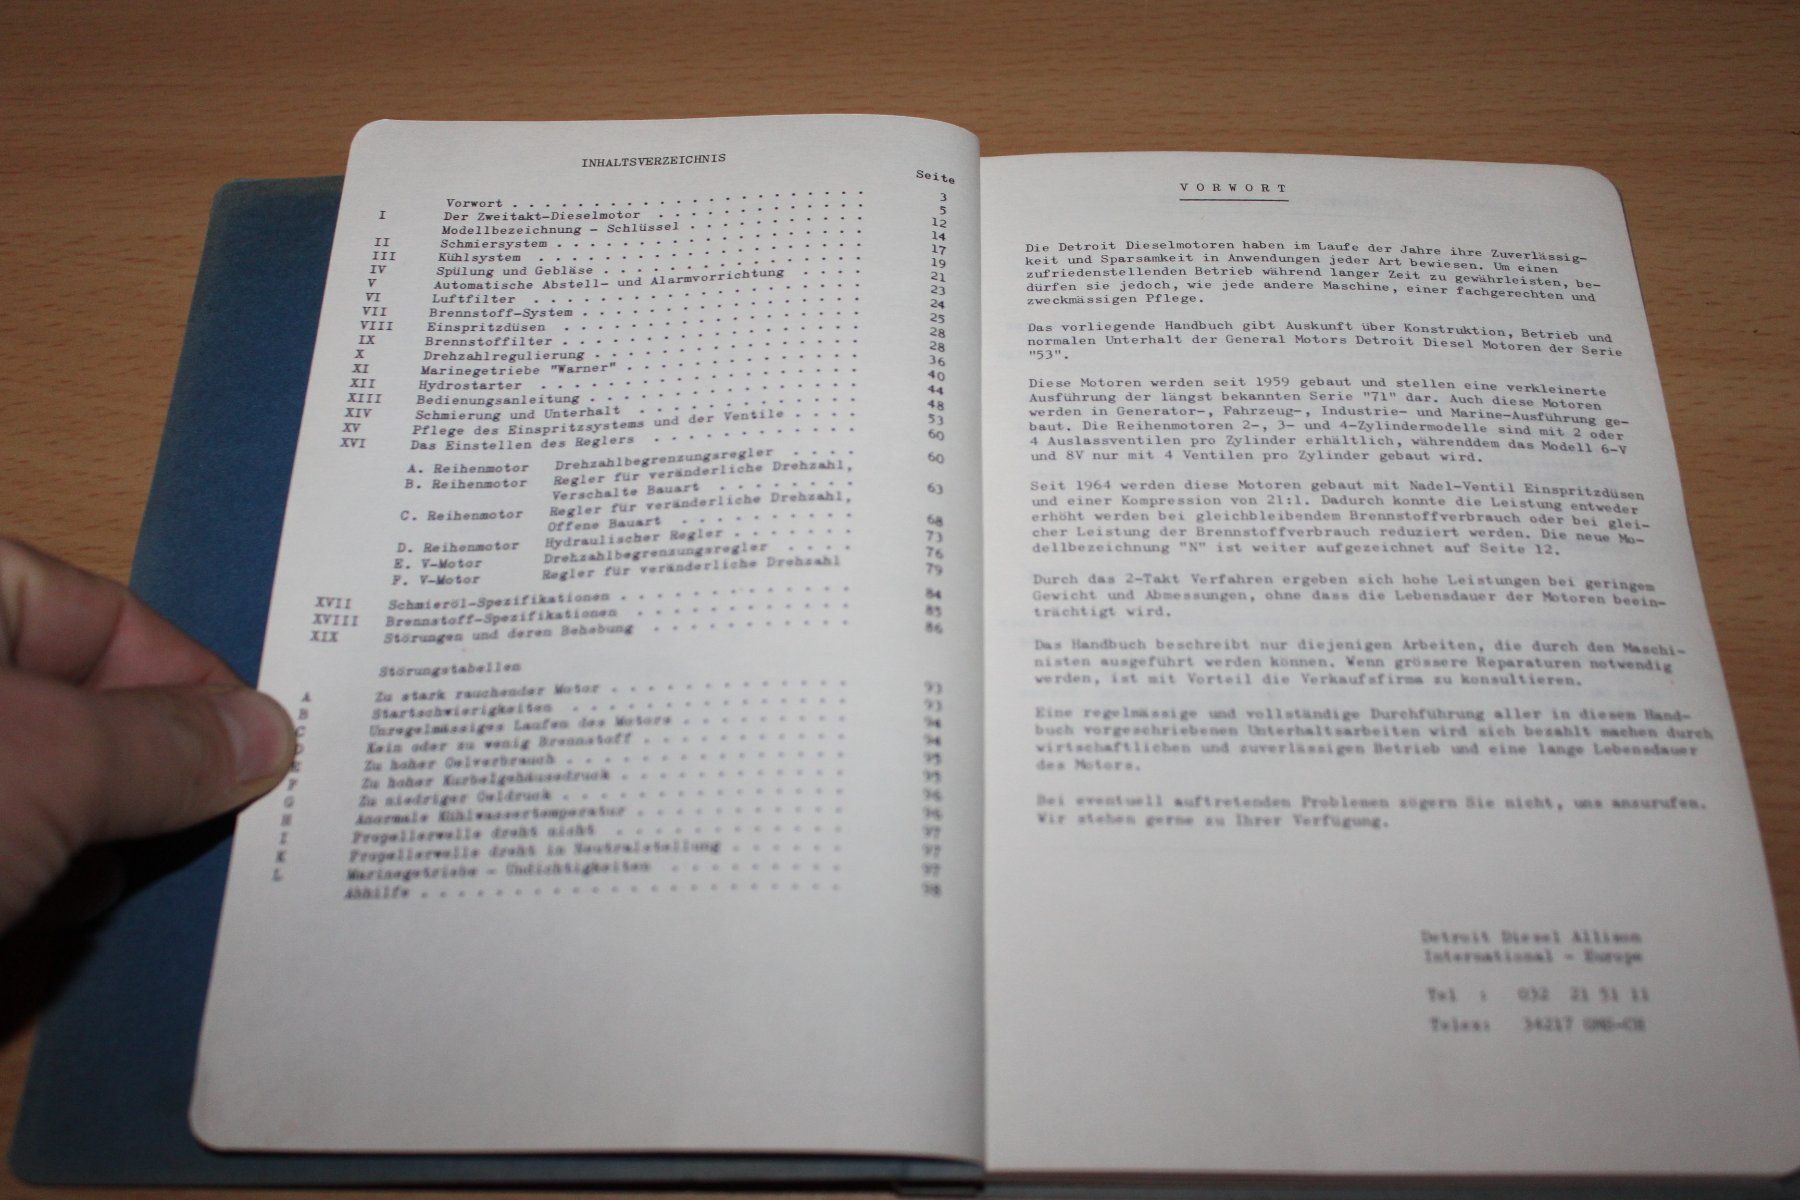 INHALTSVERZEICHNIS
Seite
Vorwort . . . . . . . . . . . . . . . . . . . . 3
I Der Zweitakt-Dieselmotor . . . . . . . . . . . 5
Modellbezeichnung - Schlüssel . . . . . . . . . 12
II Schmiersystem . . . . . . . . . . . . . . . . 14
III Kühlsystem . . . . . . . . . . . . . . . . . 17
IV Spülung und Gebläse . . . . . . . . . . . . . 19
V Automatische Abstell- und Alarmvorrichtung . . . . 21
VI Luftfilter . . . . . . . . . . . . . . . . . 23
VII Brennstoff-System . . . . . . . . . . . . . . 24
VIII Einspritzdüsen . . . . . . . . . . . . . . . 25
IX Brennstoffilter . . . . . . . . . . . . . . . 28
X Drehzahlregulierung . . . . . . . . . . . . . 28
XI Marinegetriebe "Warner" . . . . . . . . . . . 36
XII Hydrostarter . . . . . . . . . . . . . . . . 40
XIII Bedienungsanleitung . . . . . . . . . . . . . 44
XIV Schmierung und Unterhalt . . . . . . . . . . . 48
XV Pflege des Einspritzsystems und der Ventile . . . . 53
XVI Das Einstellen des Reglers . . . . . . . . . . 60
A. Reihenmotor Drehzahlbegrenzungsregler . . . . 60
B. Reihenmotor Regler für veränderliche Drehzahl,
Verschalte Bauart . . . . . . . . 63
C. Reihenmotor Regler für veränderliche Drehzahl,
Offene Bauart . . . . . . . . . . 68
D. Reihenmotor Hydraulischer Regler . . . . . . . 73
E. V-Motor Drehzahlbegrenzungsregler . . . . 76
F. V-Motor Regler für veränderliche Drehzahl 79
XVII Schmieröl-Spezifikationen . . . . . . . . . . . 84
XVIII Brennstoff-Spezifikationen . . . . . . . . . . 85
XIX Störungen und deren Behebung . . . . . . . . . 86
Störungstabellen
A Zu stark rauchender Motor . . . . . . . . . . . 93
B Startschwierigkeiten . . . . . . . . . . . . . 93
C Unregelmässiges Laufen des Motors . . . . . . . . 94
D Kein oder zu wenig Brennstoff . . . . . . . . . 94
E Zu hoher Oelverbrauch . . . . . . . . . . . . . 95
F Zu hoher Kurbelgehäusedruck . . . . . . . . . . 95
G Zu niedriger Oeldruck . . . . . . . . . . . . . 96
H Anormale Kühlwassertemperatur . . . . . . . . . . 96
I Propellerwelle dreht nicht . . . . . . . . . . . 97
K Propellerwelle dreht in Neutralstellung . . . . . 97
L Marinegetriebe - Undichtigkeiten . . . . . . . . 97
Abhilfe . . . . . . . . . . . . . . . . . . . . 98
VORWORT
Die Detroit Dieselmotoren haben im Laufe der Jahre ihre Zuverlässig-
keit und Sparsamkeit in Anwendungen jeder Art bewiesen. Um einen
zufriedenstellenden Betrieb während langer Zeit zu gewährleisten, be-
dürfen sie jedoch, wie jede andere Maschine, einer fachgerechten und
zweckmässigen Pflege.
Das vorliegende Handbuch gibt Auskunft über Konstruktion, Betrieb und
normalen Unterhalt der General Motors Detroit Diesel Motoren der Serie
"53".
Diese Motoren werden seit 1959 gebaut und stellen eine verkleinerte
Ausführung der längst bekannten Serie "71" dar. Auch diese Motoren
werden in Generator-, Fahrzeug-, Industrie- und Marine-Ausführung ge-
baut. Die Reihenmotoren 2-, 3- und 4-Zylindermodelle sind mit 2 oder
4 Auslassventilen pro Zylinder erhältlich, währenddem das Modell 6-V
und 8V nur mit 4 Ventilen pro Zylinder gebaut wird.
Seit 1964 werden diese Motoren gebaut mit Nadel-Ventil Einspritzdüsen
und einer Kompression von 21:1. Dadurch konnte die Leistung entweder
erhöht werden bei gleichbleibendem Brennstoffverbrauch oder bei glei-
cher Leistung der Brennstoffverbrauch reduziert werden. Die neue Mo-
dellbezeichnung "N" ist weiter aufgezeichnet auf Seite 12.
Durch das 2-Takt Verfahren ergeben sich hohe Leistungen bei geringem
Gewicht und Abmessungen, ohne dass die Lebensdauer der Motoren beein-
trächtigt wird.
Das Handbuch beschreibt nur diejenigen Arbeiten, die durch den Maschi-
nisten ausgeführt werden können. Wenn grössere Reparaturen notwendig
werden, ist mit Vorteil die Verkaufsfirma zu konsultieren.
Eine regelmässige und vollständige Durchführung aller in diesem Hand-
buch vorgeschriebenen Unterhaltsarbeiten wird sich bezahlt machen durch
wirtschaftlichen und zuverlässigen Betrieb und eine lange Lebensdauer
des Motors.
Bei eventuell auftretenden Problemen zögern Sie nicht, uns anzurufen.
Wir stehen gerne zu Ihrer Verfügung.
Detroit Diesel Allison
International - Europe
Tel : 032 21 51 11
Telex: 34217 GMS-CH